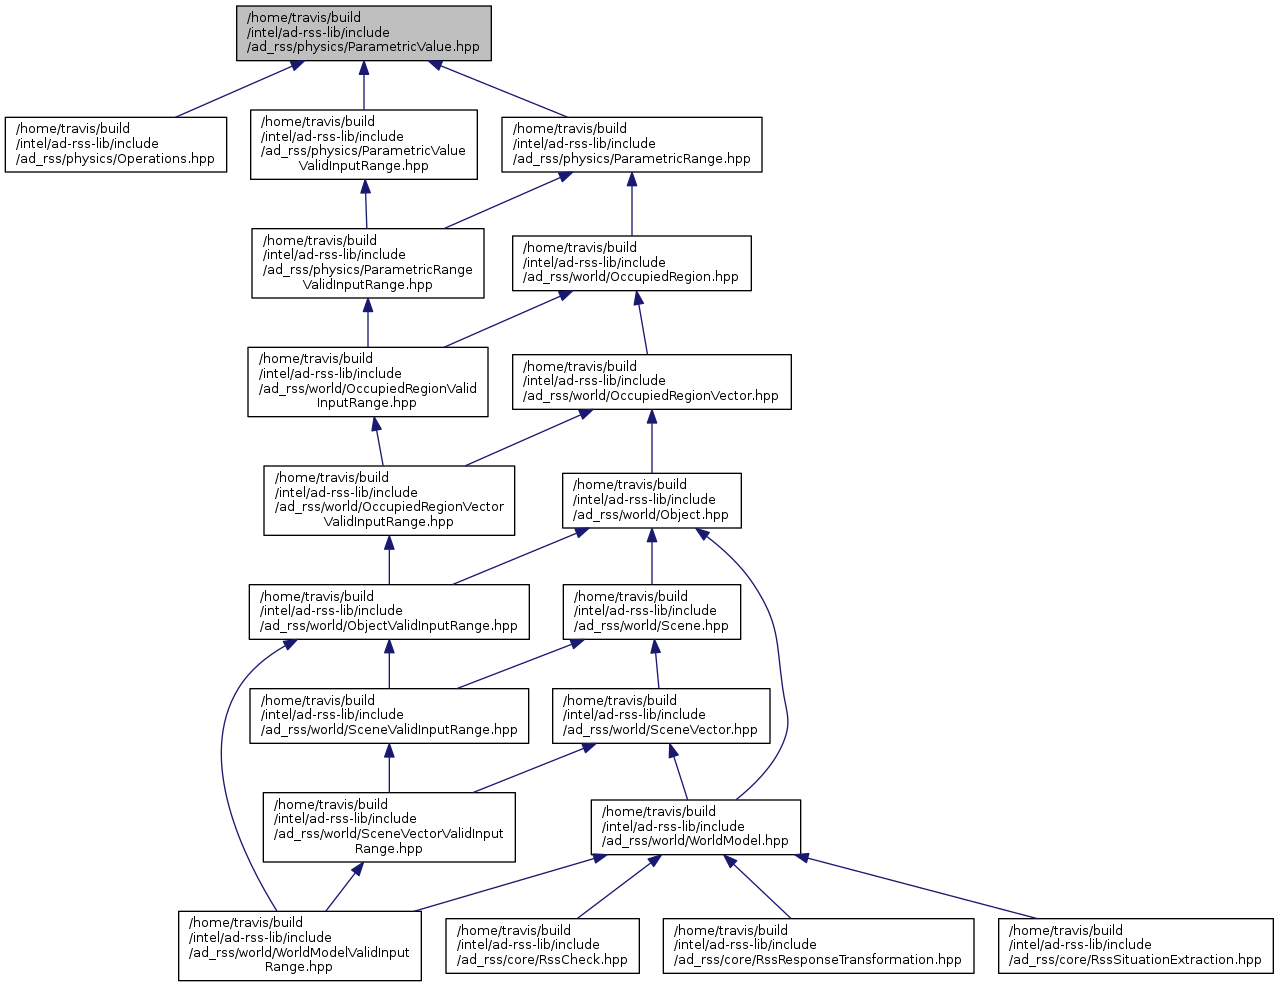 /home/travis/build
/intel/ad-rss-lib/include
/ad_rss/physics/ParametricValue.hpp
/home/travis/build
/intel/ad-rss-lib/include
/ad_rss/physics/Operations.hpp
/home/travis/build
/intel/ad-rss-lib/include
/ad_rss/physics/ParametricValue
ValidInputRange.hpp
/home/travis/build
/intel/ad-rss-lib/include
/ad_rss/physics/ParametricRange.hpp
/home/travis/build
/intel/ad-rss-lib/include
/ad_rss/physics/ParametricRange
ValidInputRange.hpp
/home/travis/build
/intel/ad-rss-lib/include
/ad_rss/world/OccupiedRegion.hpp
/home/travis/build
/intel/ad-rss-lib/include
/ad_rss/world/OccupiedRegionValid
InputRange.hpp
/home/travis/build
/intel/ad-rss-lib/include
/ad_rss/world/OccupiedRegionVector.hpp
/home/travis/build
/intel/ad-rss-lib/include
/ad_rss/world/OccupiedRegionVector
ValidInputRange.hpp
/home/travis/build
/intel/ad-rss-lib/include
/ad_rss/world/Object.hpp
/home/travis/build
/intel/ad-rss-lib/include
/ad_rss/world/ObjectValidInputRange.hpp
/home/travis/build
/intel/ad-rss-lib/include
/ad_rss/world/Scene.hpp
/home/travis/build
/intel/ad-rss-lib/include
/ad_rss/world/SceneValidInputRange.hpp
/home/travis/build
/intel/ad-rss-lib/include
/ad_rss/world/SceneVector.hpp
/home/travis/build
/intel/ad-rss-lib/include
/ad_rss/world/SceneVectorValidInput
Range.hpp
/home/travis/build
/intel/ad-rss-lib/include
/ad_rss/world/WorldModel.hpp
/home/travis/build
/intel/ad-rss-lib/include
/ad_rss/world/WorldModelValidInput
Range.hpp
/home/travis/build
/intel/ad-rss-lib/include
/ad_rss/core/RssCheck.hpp
/home/travis/build
/intel/ad-rss-lib/include
/ad_rss/core/RssResponseTransformation.hpp
/home/travis/build
/intel/ad-rss-lib/include
/ad_rss/core/RssSituationExtraction.hpp